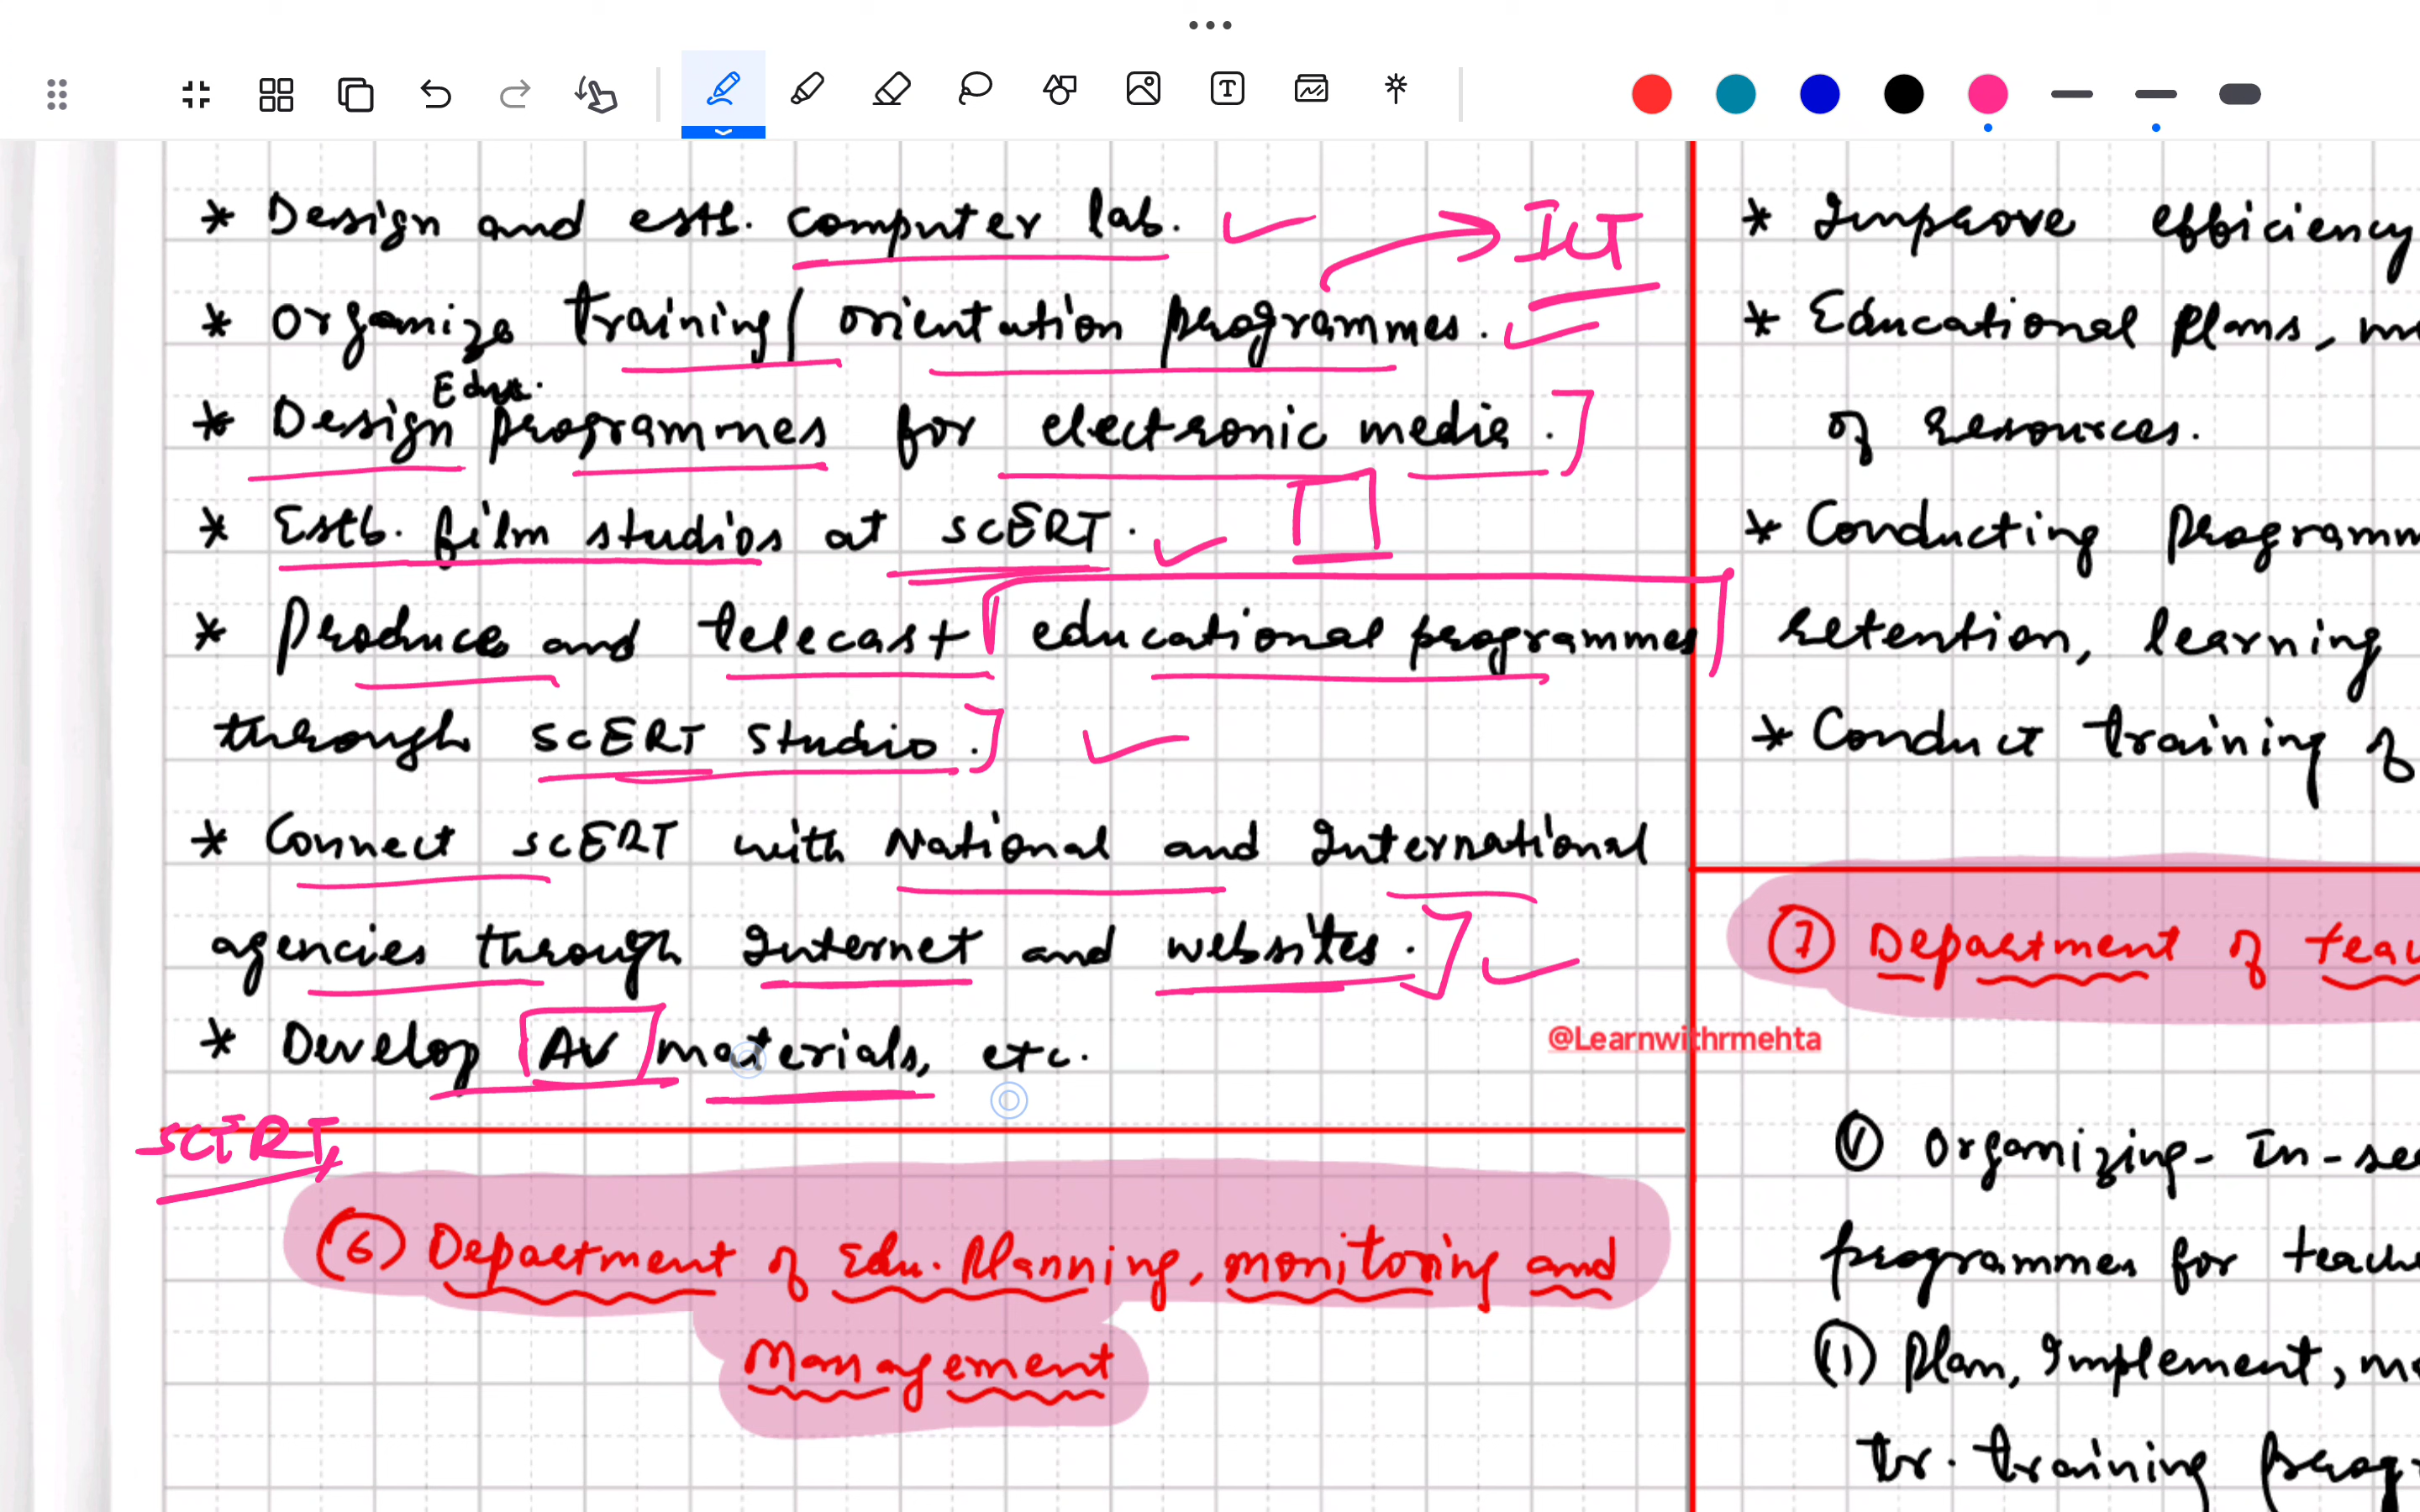 * Design and estb. computer lab.
ICT
* Organize training/ orientation programmes.
Edu.
* Design programmes for electronic media.
* Estb. film studios at SCERT.
* Produce and telecast educational programmes
through SCERT studio.
* Connect SCERT with National and International
agencies through Internet and websites.
* Develop AV materials, etc.
SCERT
(6) Department of Edu. Planning, monitoring and
Management
* Improve efficiency
* Educational Plans,
of resources.
* Conducting Programm
retention, learning
* Conduct training of
(7) Department of tea
@Learnwithrmehta
Organizing- In-se
programmes for teach
Plan, Implement, mo
tr. training prog